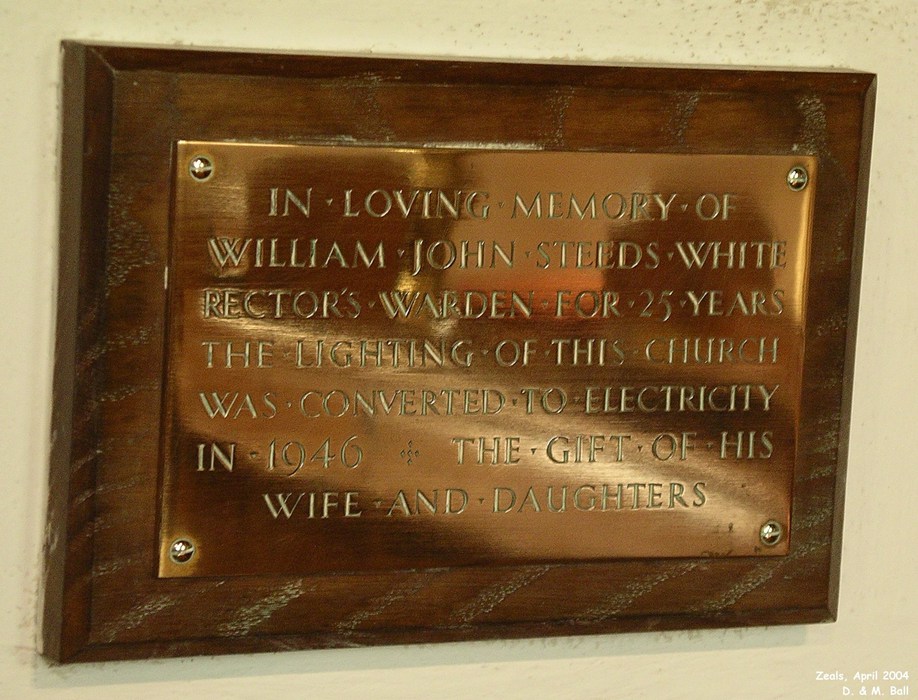 IN · LOVING · MEMORY · OF
WILLIAM · JOHN · STEEDS · WHITE
RECTOR'S · WARDEN · FOR · 25 · YEARS
THE · LIGHTING · OF · THIS · CHURCH
WAS · CONVERTED · TO · ELECTRICITY
IN · 1946 ⁘ THE · GIFT · OF · HIS
WIFE · AND · DAUGHTERS
Zeals, April 2004
D. & M. Ball